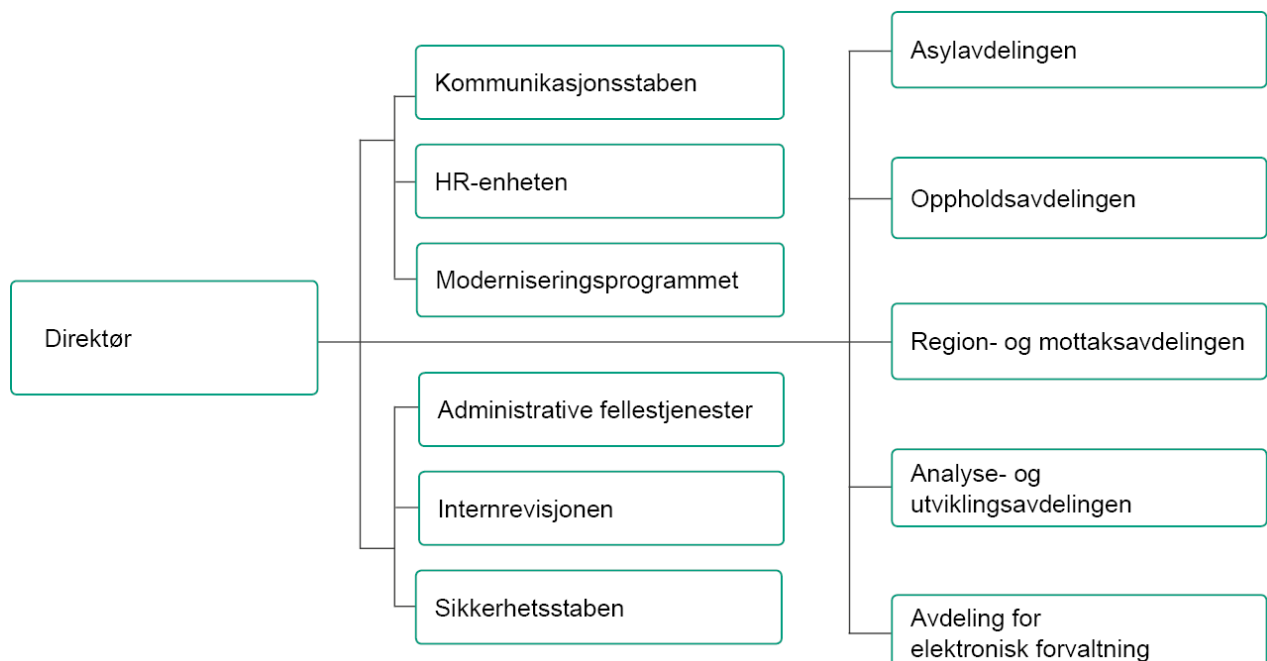 Direktør
Kommunikasjonsstaben
HR-enheten
Moderniseringsprogrammet
Administrative fellestjenester
Internrevisjonen
Sikkerhetsstaben
Asylavdelingen
Oppholdsavdelingen
Region- og mottaksavdelingen
Analyse- og
utviklingsavdelingen
Avdeling for
elektronisk forvaltning